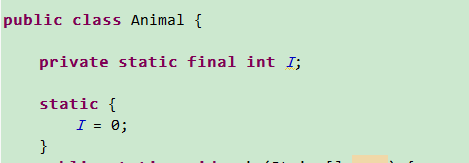 public class Animal {
private static final int I;
static {
I = 0;
}